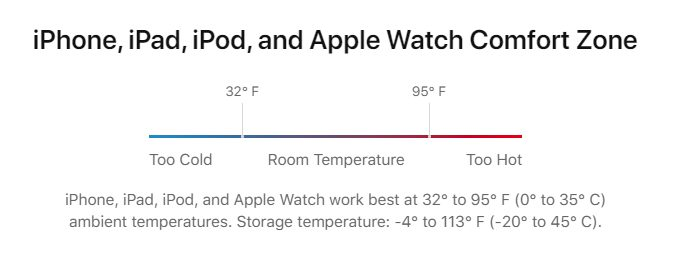 iPhone, iPad, iPod, and Apple Watch Comfort Zone
32° F 95° F
Too Cold Room Temperature Too Hot
iPhone, iPad, iPod, and Apple Watch work best at 32° to 95° F (0° to 35° C)
ambient temperatures. Storage temperature: -4° to 113° F (-20° to 45° C).